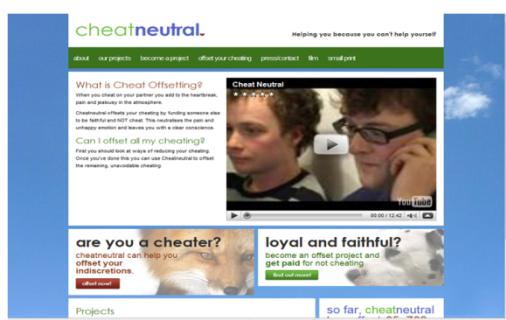 cheatneutral.
Helping you because you can't help yourself
about our projects become a project offset your cheating press/contact film small print
What is Cheat Offsetting?
When you cheat on your partner you add to the heartbreak,
pain and jealousy in the atmosphere.
Cheatneutral offsets your cheating by funding someone else
to be faithful and NOT cheat. This neutralises the pain and
unhappy emotion and leaves you with a clear conscience.
Can I offset all my cheating?
First you should look at ways of reducing your cheating.
Once you've done this you can use Cheatneutral to offset
the remaining, unavoidable cheating
Cheat Neutral
YouTube
00:00 / 12:42
are you a cheater?
cheatneutral can help you
offset your
indiscretions.
offset now!
loyal and faithful?
become an offset project and
get paid for not cheating
find out more!
Projects
so far, cheatneutral